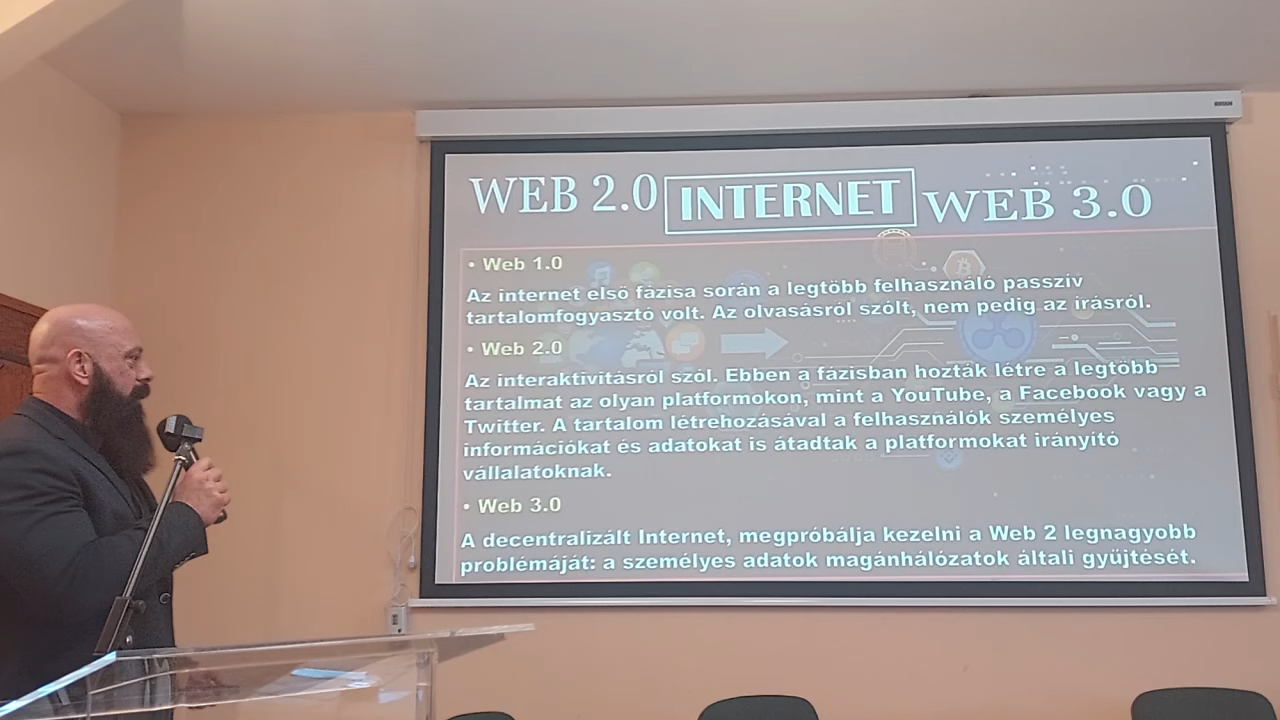 WEB 2.0 INTERNET WEB 3.0
• Web 1.0
Az internet első fázisa során a legtöbb felhasználó passzív
tartalomfogyasztó volt. Az olvasásról szólt, nem pedig az írásról.
• Web 2.0
Az interaktivitásról szól. Ebben a fázisban hozták létre a legtöbb
tartalmat az olyan platformokon, mint a YouTube, a Facebook vagy a
Twitter. A tartalom létrehozásával a felhasználók személyes
információkat és adatokat is átadtak a platformokat irányító
vállalatoknak.
• Web 3.0
A decentralizált Internet, megpróbálja kezelni a Web 2 legnagyobb
problémáját: a személyes adatok magánhálózatok általi gyűjtését.